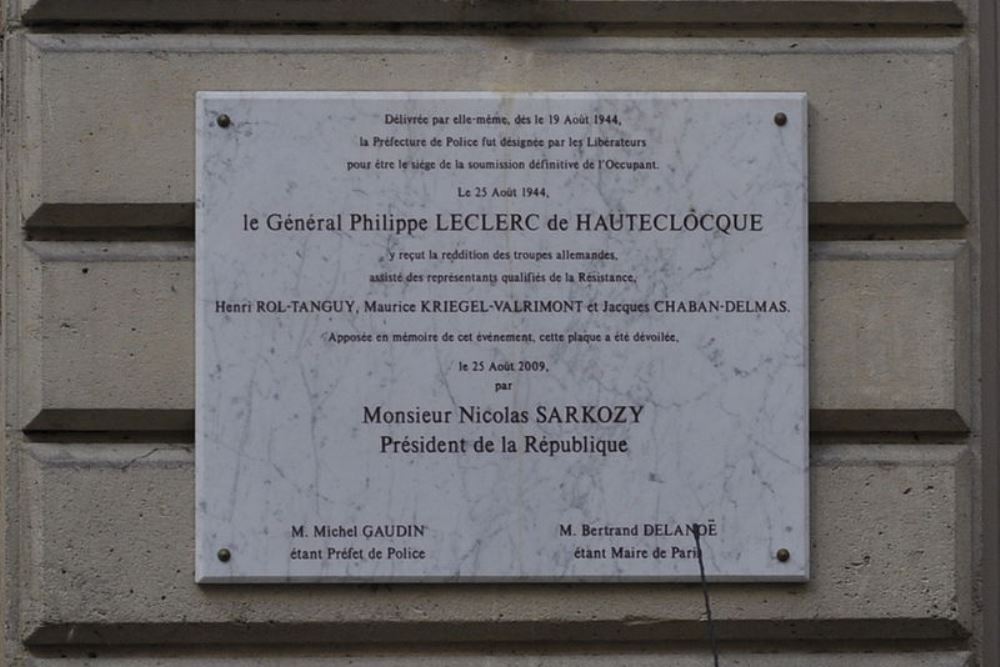 Délivrée par elle-même, dès le 19 Août 1944,
la Préfecture de Police fut désignée par les Libérateurs
pour être le siège de la soumission définitive de l'Occupant.
Le 25 Août 1944,
le Général Philippe LECLERC de HAUTECLOCQUE
y reçut la reddition des troupes allemandes,
assisté des représentants qualifiés de la Résistance,
Henri ROL-TANGUY, Maurice KRIEGEL-VALRIMONT et Jacques CHABAN-DELMAS.
Apposée en mémoire de cet événement, cette plaque a été dévoilée,
le 25 Août 2009,
par
Monsieur Nicolas SARKOZY
Président de la République
M. Michel GAUDIN
étant Préfet de Police
M. Bertrand DELANOË
étant Maire de Paris